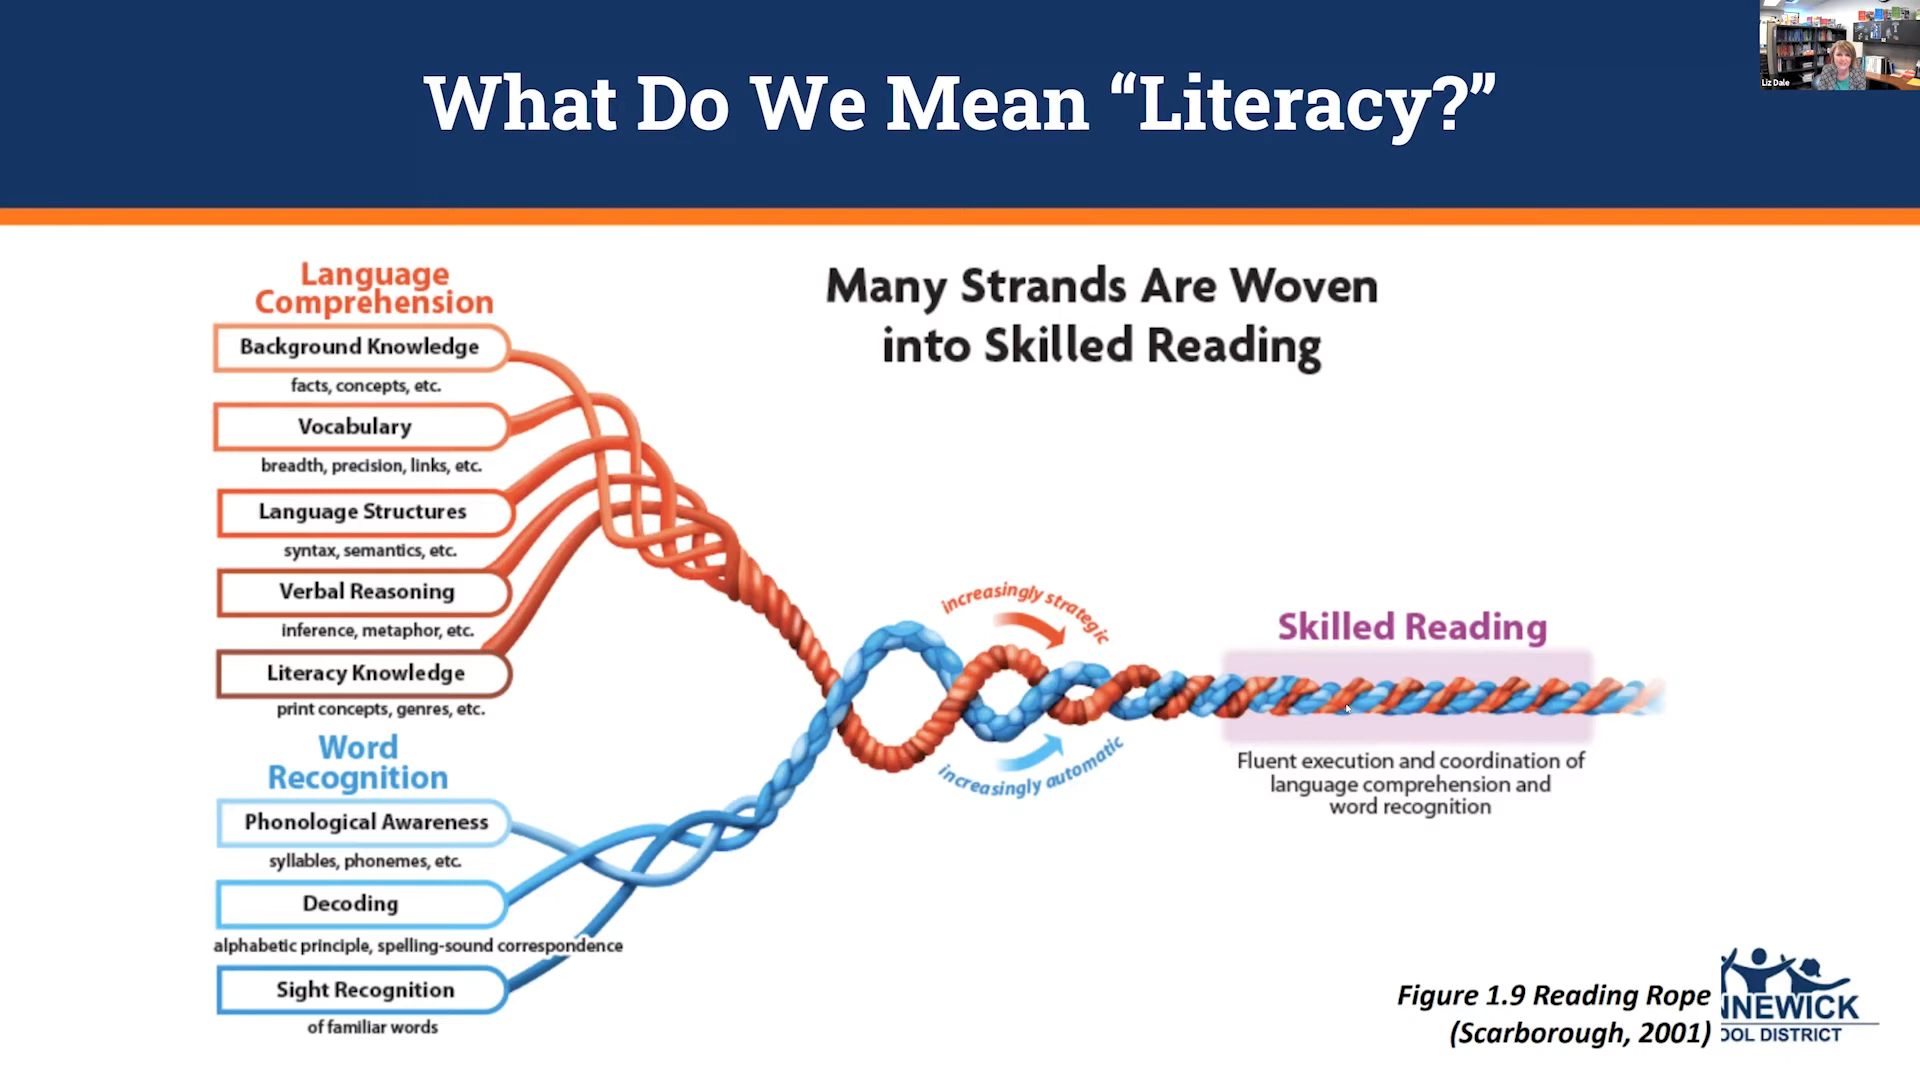 What Do We Mean “Literacy?”
Liz Dale
Many Strands Are Woven
into Skilled Reading
Language
Comprehension
Background Knowledge
facts, concepts, etc.
Vocabulary
breadth, precision, links, etc.
Language Structures
syntax, semantics, etc.
Verbal Reasoning
inference, metaphor, etc.
Literacy Knowledge
print concepts, genres, etc.
Word
Recognition
Phonological Awareness
syllables, phonemes, etc.
Decoding
alphabetic principle, spelling-sound correspondence
Sight Recognition
of familiar words
increasingly strategic
increasingly automatic
Skilled Reading
Fluent execution and coordination of
language comprehension and
word recognition
Figure 1.9 Reading Rope
(Scarborough, 2001)
NNEWICK
OOL DISTRICT